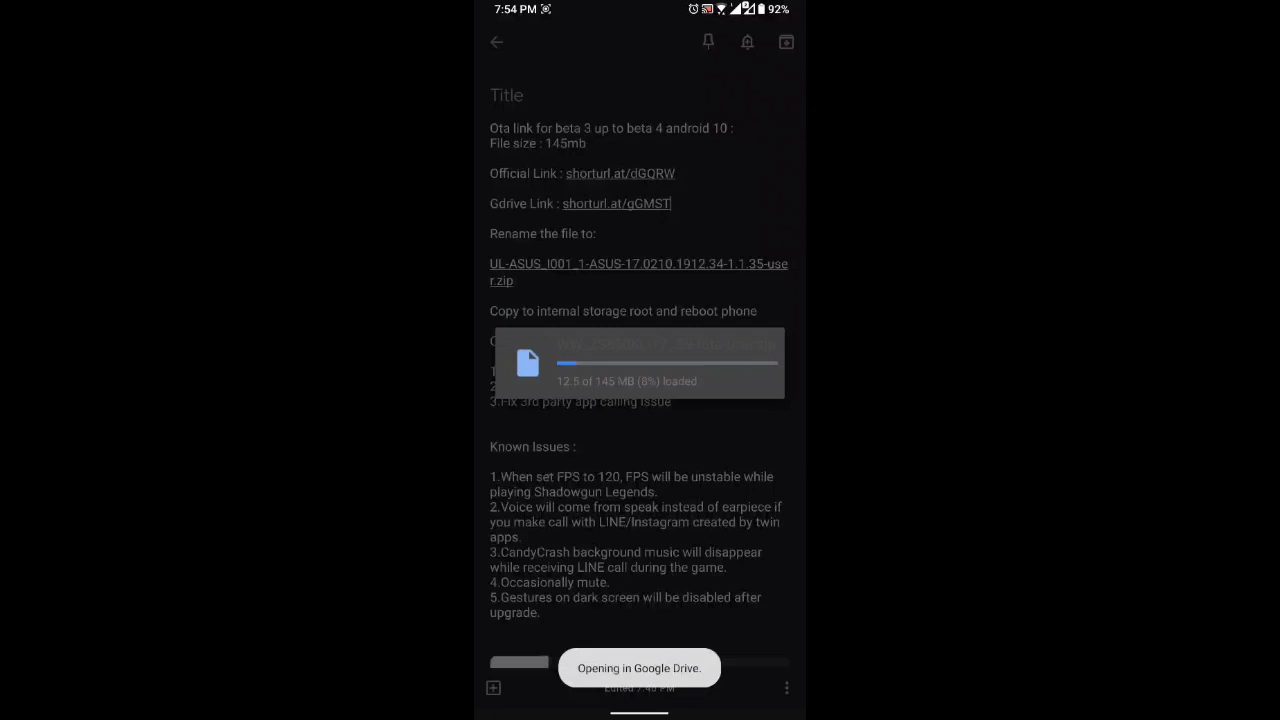 7:54 PM
92%
Title
Ota link for beta 3 up to beta 4 android 10 :
File size : 145mb
Official Link : shorturl.at/dGQRW
Gdrive Link : shorturl.at/gGMST
Rename the file to:
UL-ASUS_I001_1-ASUS-17.0210.1912.34-1.1.35-use
r.zip
Copy to internal storage root and reboot phone
12.5 of 145 MB (8%) loaded
3.Fix 3rd party app calling issue
Known Issues :
1.When set FPS to 120, FPS will be unstable while
playing Shadowgun Legends.
2.Voice will come from speak instead of earpiece if
you make call with LINE/Instagram created by twin
apps.
3.CandyCrash background music will disappear
while receiving LINE call during the game.
4.Occasionally mute.
5.Gestures on dark screen will be disabled after
upgrade.
Opening in Google Drive.
Edited 7:48 PM